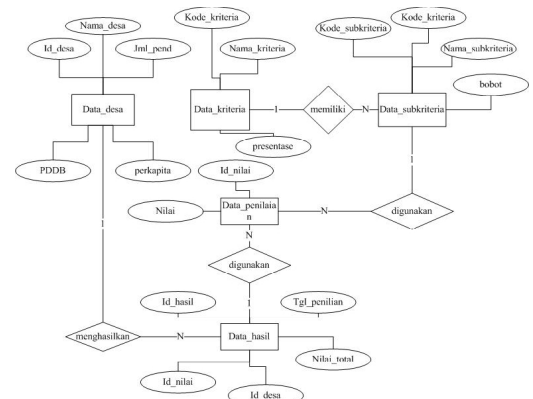 Nama_desa
Kode_kriteria
Kode_kriteria
Kode_subkriteria
Id_desa
Jml_pend
Nama_kriteria
Nama_subkriteria
bobot
Data_desa
Data_kriteria
1
memiliki
N
Data_subkriteria
presentase
PDDB
perkapita
Id_nilai
1
Nilai
Data_penilaia
n
N
digunakan
N
1
digunakan
Id_hasil
Tgl_penilian
1
menghasilkan
N
Data_hasil
Nilai_total
Id_nilai
Id_desa